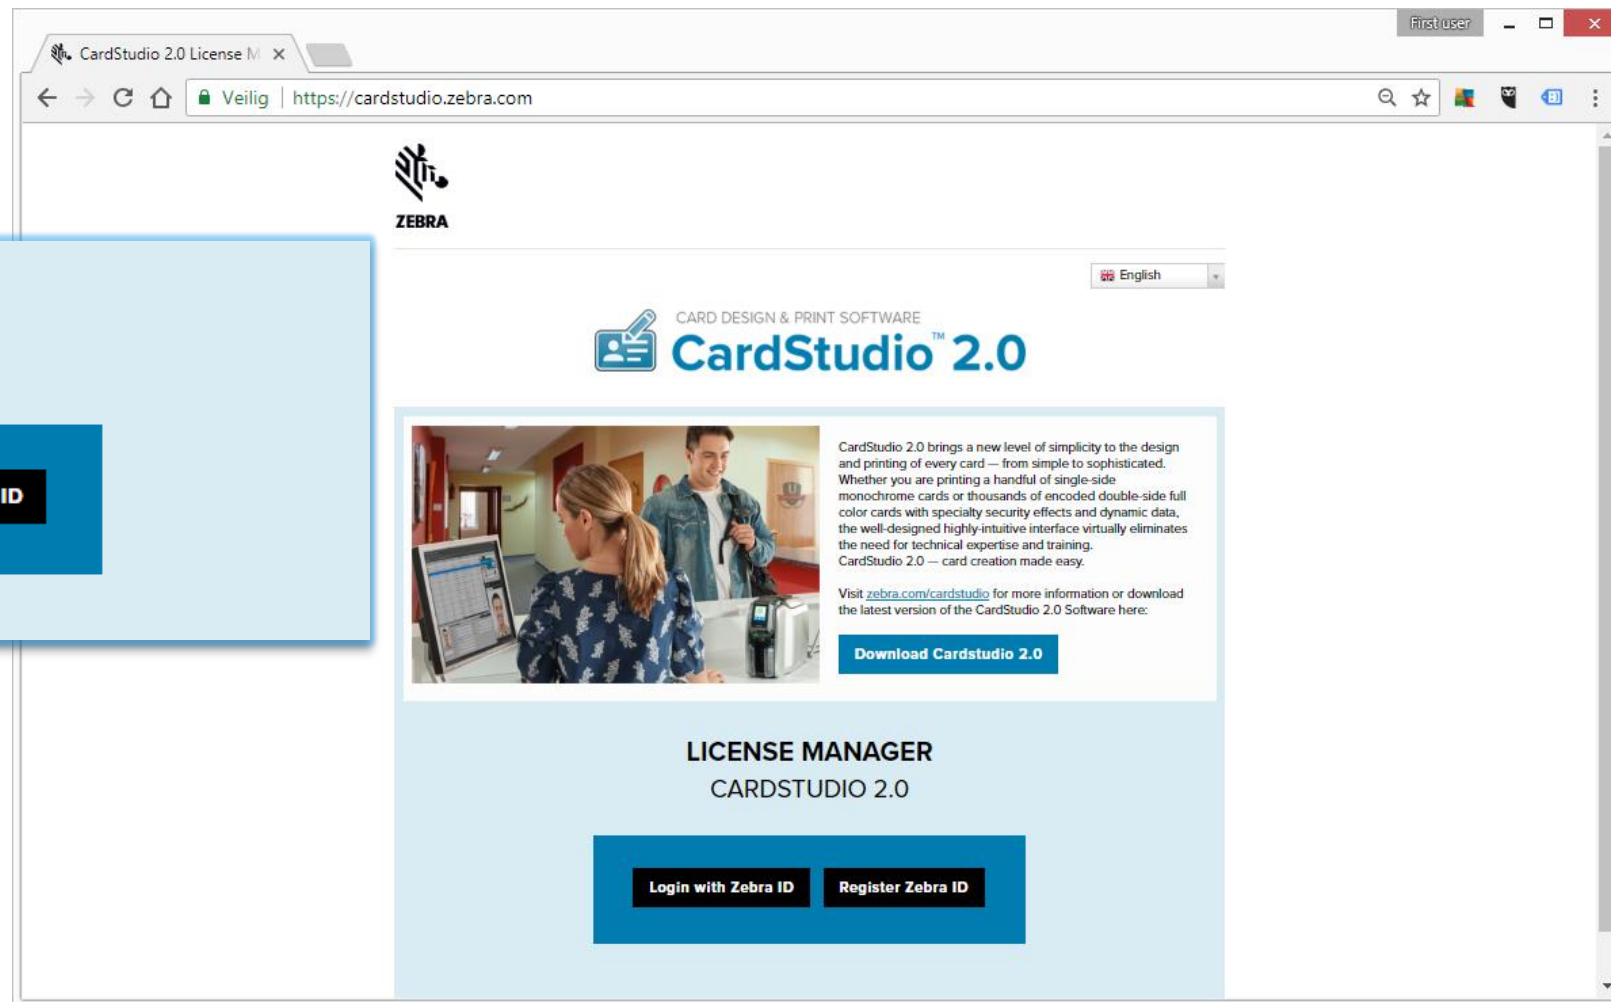 First user
CardStudio 2.0 License M
Veilig | https://cardstudio.zebra.com
ZEBRA
English
CARD DESIGN & PRINT SOFTWARE
CardStudio™ 2.0
CardStudio 2.0 brings a new level of simplicity to the design
and printing of every card — from simple to sophisticated.
Whether you are printing a handful of single-side
monochrome cards or thousands of encoded double-side full
color cards with specialty security effects and dynamic data,
the well-designed highly-intuitive interface virtually eliminates
the need for technical expertise and training.
CardStudio 2.0 — card creation made easy.
Visit zebra.com/cardstudio for more information or download
the latest version of the CardStudio 2.0 Software here:
Download Cardstudio 2.0
ID
LICENSE MANAGER
CARDSTUDIO 2.0
Login with Zebra ID
Register Zebra ID